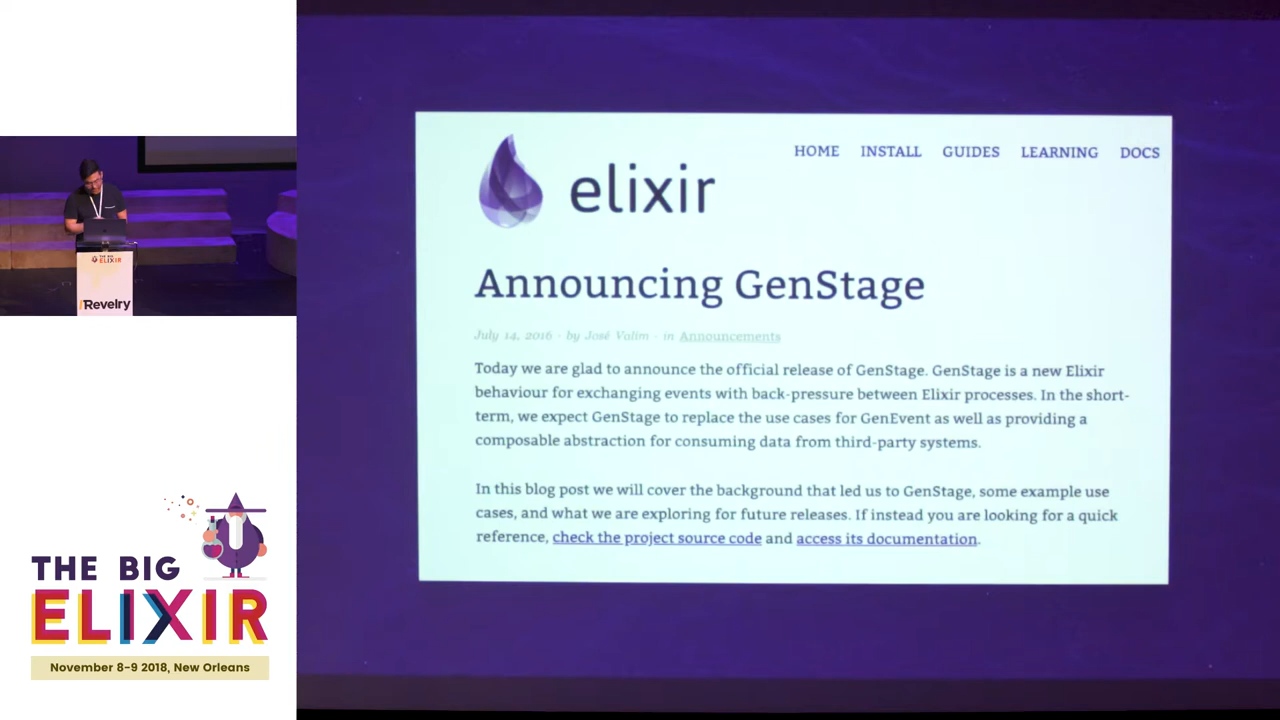 THE BIG
ELIXIR
Revelry
THE BIG
ELIXIR
November 8-9 2018, New Orleans
HOME INSTALL GUIDES LEARNING DOCS
elixir
Announcing GenStage
July 14, 2016 · by José Valim · in Announcements
Today we are glad to announce the official release of GenStage. GenStage is a new Elixir
behaviour for exchanging events with back-pressure between Elixir processes. In the short-
term, we expect GenStage to replace the use cases for GenEvent as well as providing a
composable abstraction for consuming data from third-party systems.
In this blog post we will cover the background that led us to GenStage, some example use
cases, and what we are exploring for future releases. If instead you are looking for a quick
reference, check the project source code and access its documentation.